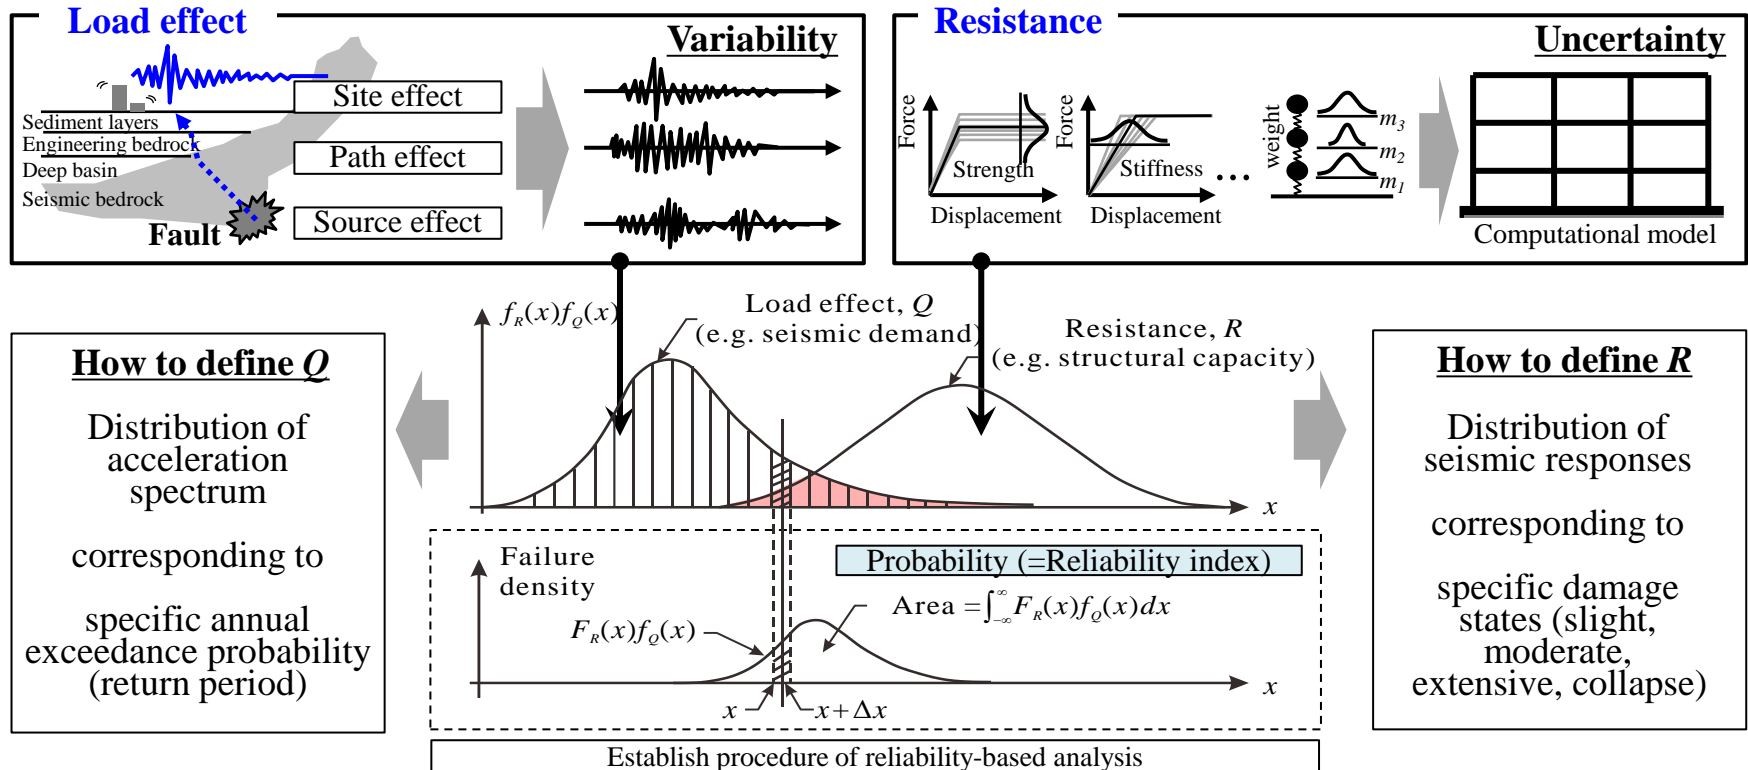 Load effect
Variability
Site effect
Sediment layers
Engineering bedrock
Path effect
Deep basin
Seismic bedrock
Source effect
Fault
Resistance
Uncertainty
Force
Strength
Displacement
Force
Stiffness
Displacement
...
weight
m3
m2
m1
Computational model
fR(x)fQ(x)
Load effect, Q
(e.g. seismic demand)
Resistance, R
(e.g. structural capacity)
x
How to define Q
Distribution of
acceleration
spectrum
corresponding to
specific annual
exceedance probability
(return period)
How to define R
Distribution of
seismic responses
corresponding to
specific damage
states (slight,
moderate,
extensive, collapse)
Failure
density
Probability (=Reliability index)
Area = ∫−∞∞ FR(x)fQ(x)dx
FR(x)fQ(x)
x
x
x+Δx
Establish procedure of reliability-based analysis